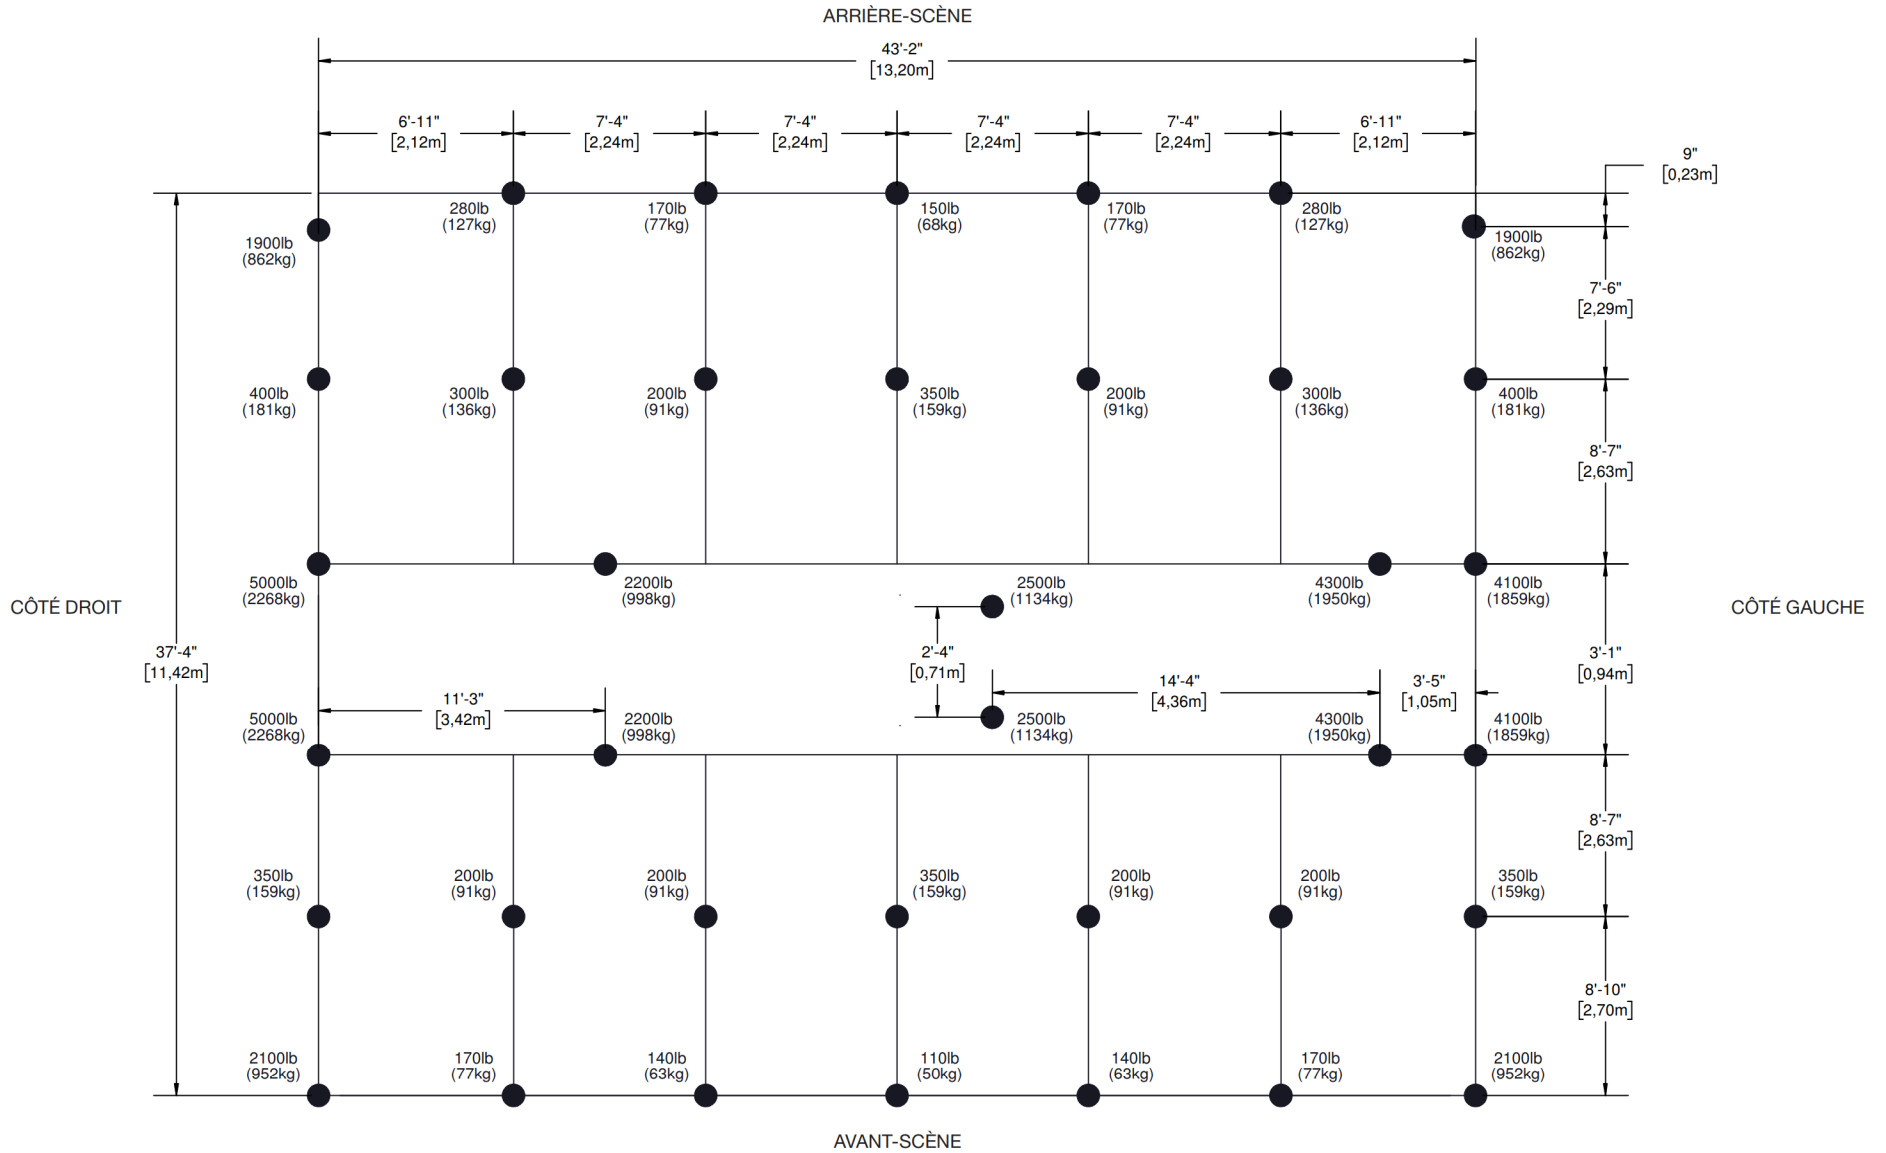 ARRIÈRE-SCÈNE
43'-2"
[13,20m]
6'-11"
[2,12m]
7'-4"
[2,24m]
7'-4"
[2,24m]
7'-4"
[2,24m]
7'-4"
[2,24m]
6'-11"
[2,12m]
9"
[0,23m]
280lb
(127kg)
170lb
(77kg)
150lb
(68kg)
170lb
(77kg)
280lb
(127kg)
1900lb
(862kg)
1900lb
(862kg)
7'-6"
[2,29m]
400lb
(181kg)
300lb
(136kg)
200lb
(91kg)
350lb
(159kg)
200lb
(91kg)
300lb
(136kg)
400lb
(181kg)
8'-7"
[2,63m]
5000lb
(2268kg)
2200lb
(998kg)
2500lb
(1134kg)
4300lb
(1950kg)
4100lb
(1859kg)
CÔTÉ DROIT
CÔTÉ GAUCHE
37'-4"
[11,42m]
2'-4"
[0,71m]
3'-1"
[0,94m]
11'-3"
[3,42m]
14'-4"
[4,36m]
3'-5"
[1,05m]
5000lb
(2268kg)
2200lb
(998kg)
2500lb
(1134kg)
4300lb
(1950kg)
4100lb
(1859kg)
8'-7"
[2,63m]
350lb
(159kg)
200lb
(91kg)
200lb
(91kg)
350lb
(159kg)
200lb
(91kg)
200lb
(91kg)
350lb
(159kg)
8'-10"
[2,70m]
2100lb
(952kg)
170lb
(77kg)
140lb
(63kg)
110lb
(50kg)
140lb
(63kg)
170lb
(77kg)
2100lb
(952kg)
AVANT-SCÈNE